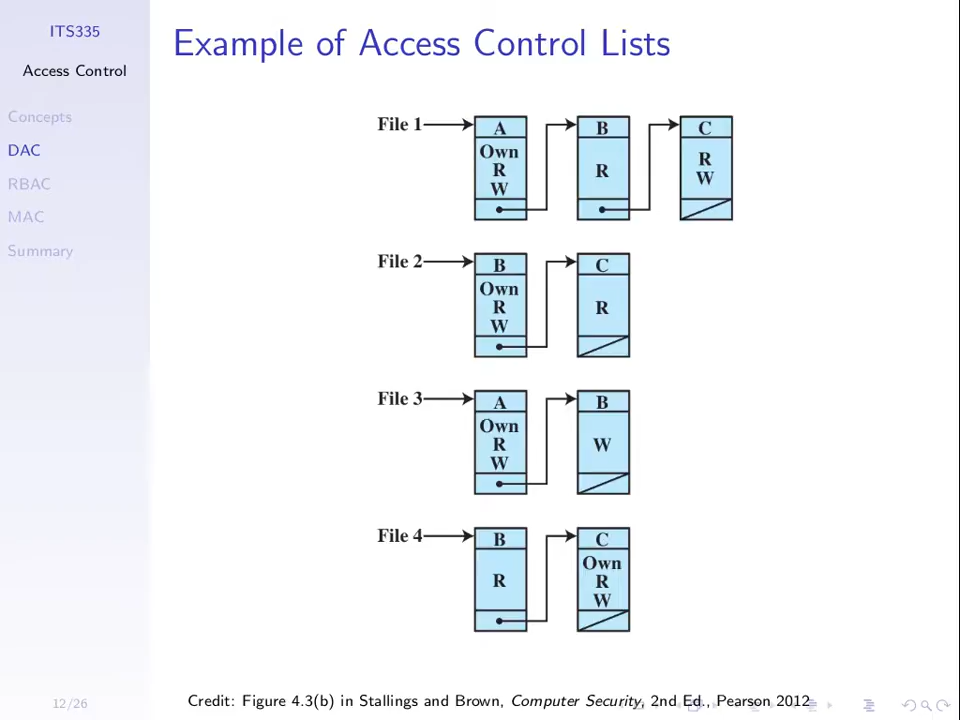 ITS335
Access Control
Concepts
DAC
RBAC
MAC
Summary
12/26
Example of Access Control Lists
File 1
A
Own
R
W
B
R
C
R
W
File 2
B
Own
R
W
C
R
File 3
A
Own
R
W
B
W
File 4
B
R
C
Own
R
W
Credit: Figure 4.3(b) in Stallings and Brown, Computer Security, 2nd Ed., Pearson 2012